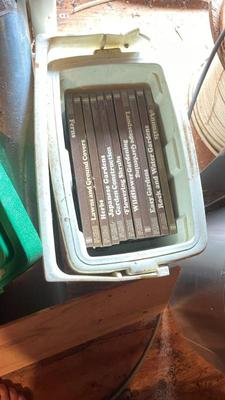 Ferns
Lawns and Ground Covers
Herbs
Japanese Gardens
Garden Construction
Flowering Shrubs
Wildflower Gardening
Easy Gardens
Rock and Water Gardens